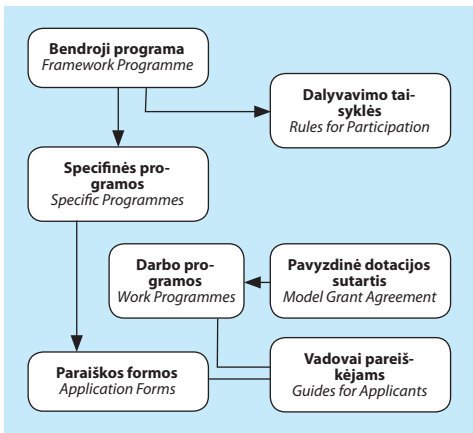 Bendroji programa
Framework Programme
Dalyvavimo tai-
syklės
Rules for Participation
Specifinės pro-
gramos
Specific Programmes
Darbo pro-
gramos
Work Programmes
Pavyzdinė dotacijos
sutartis
Model Grant Agreement
Paraiškos formos
Application Forms
Vadovai pareiš-
kėjams
Guides for Applicants